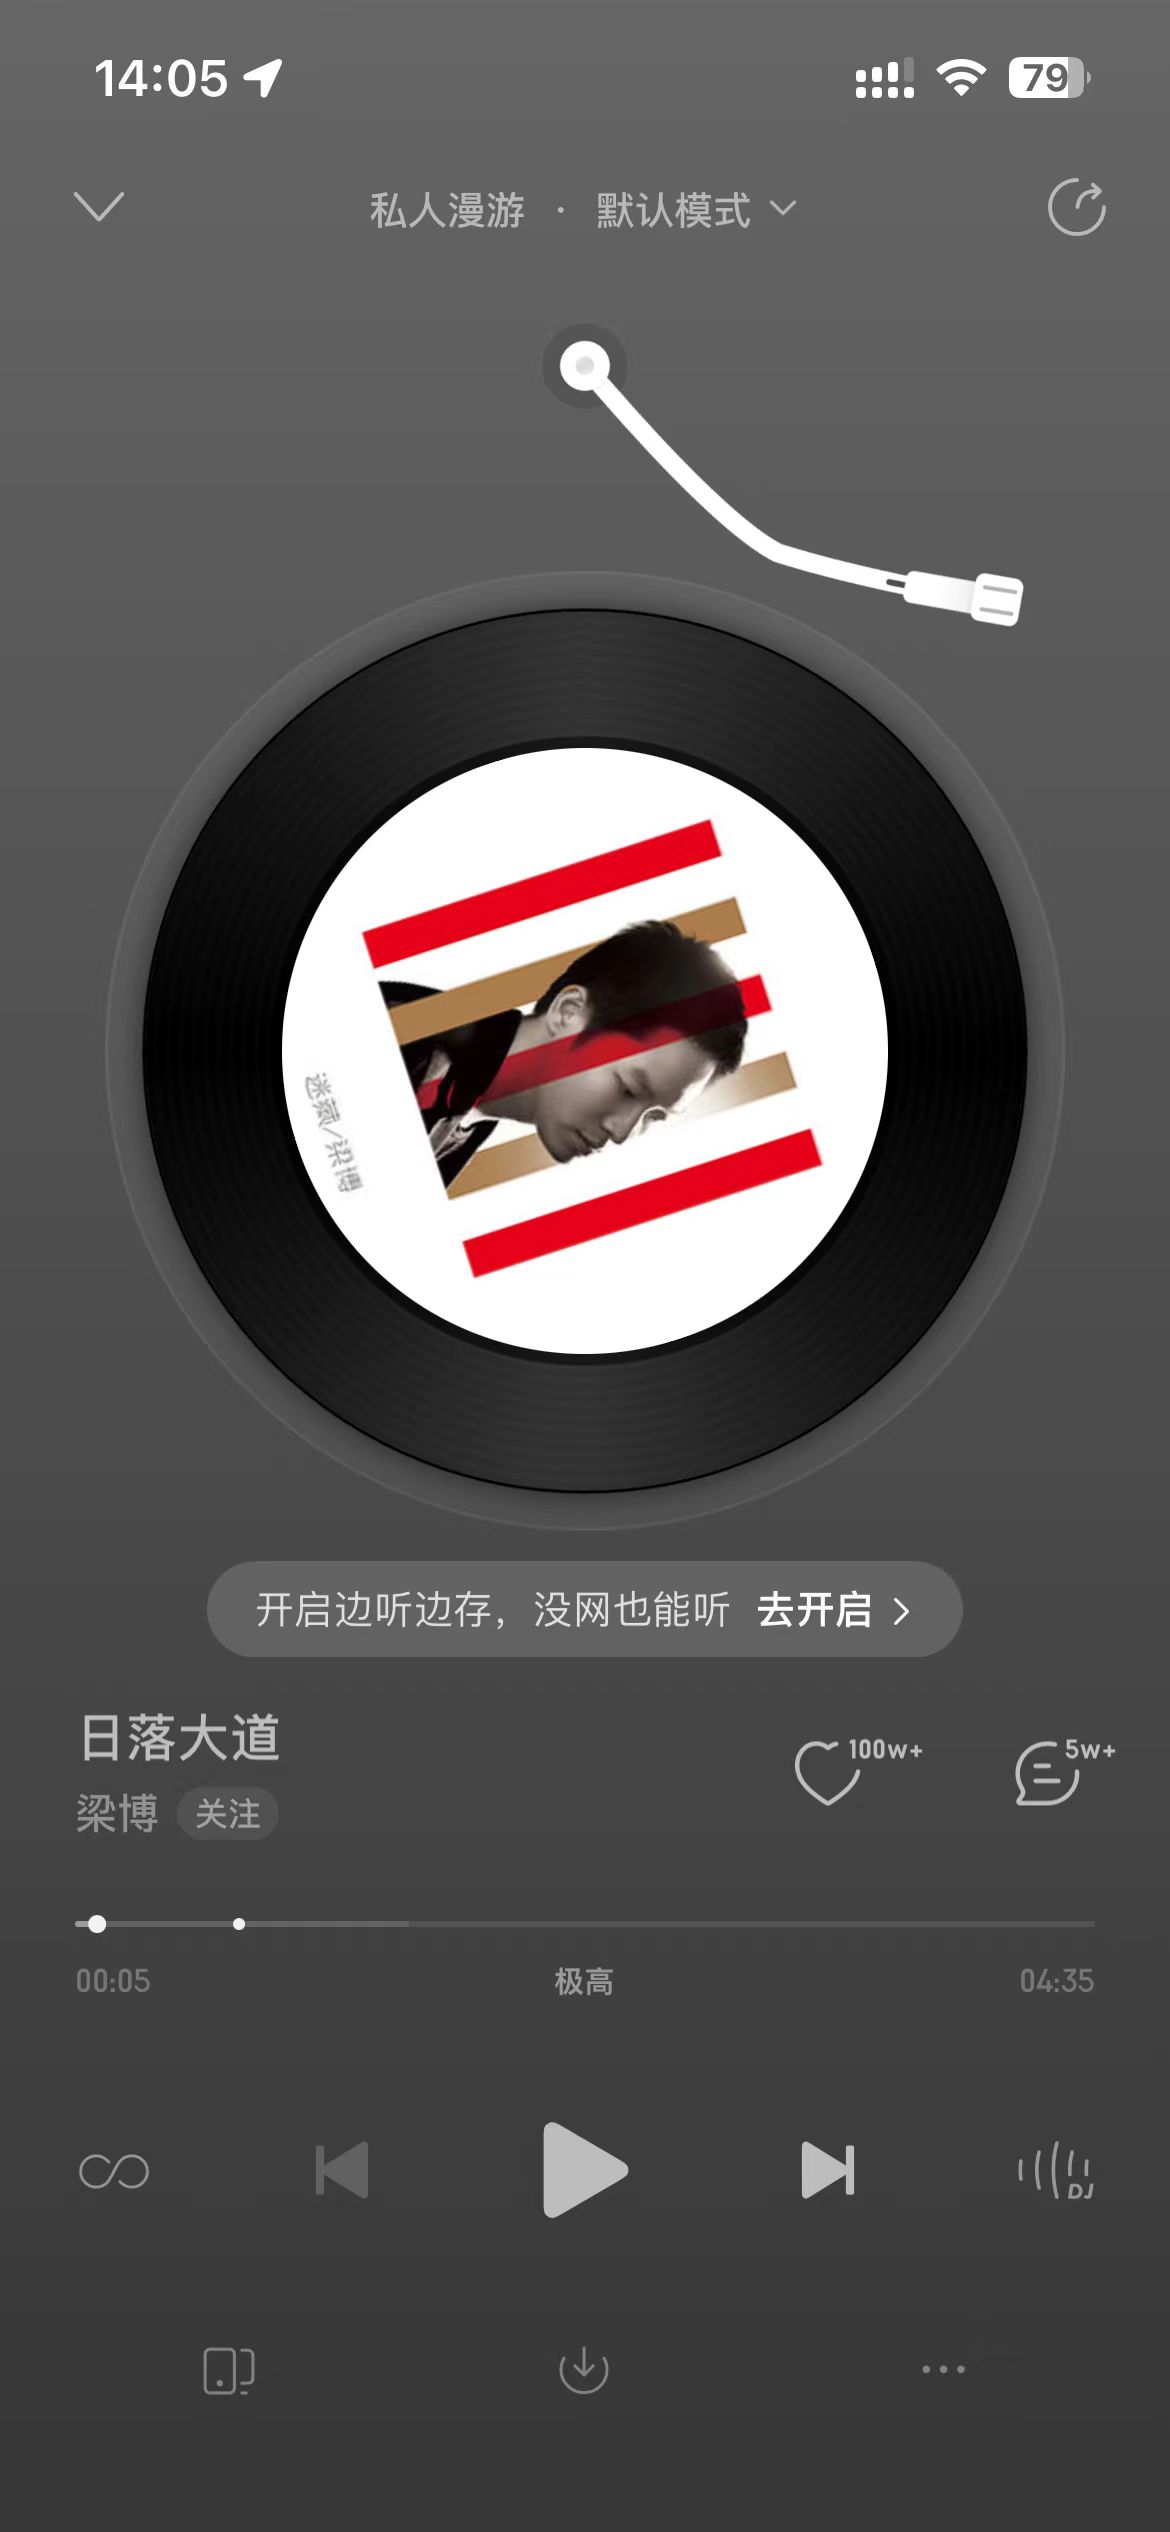 14:05
79
私人漫游 · 默认模式
迷藏/梁博
开启边听边存，没网也能听 去开启
日落大道
100w+
5w+
梁博 关注
00:05 极高 04:35
DJ